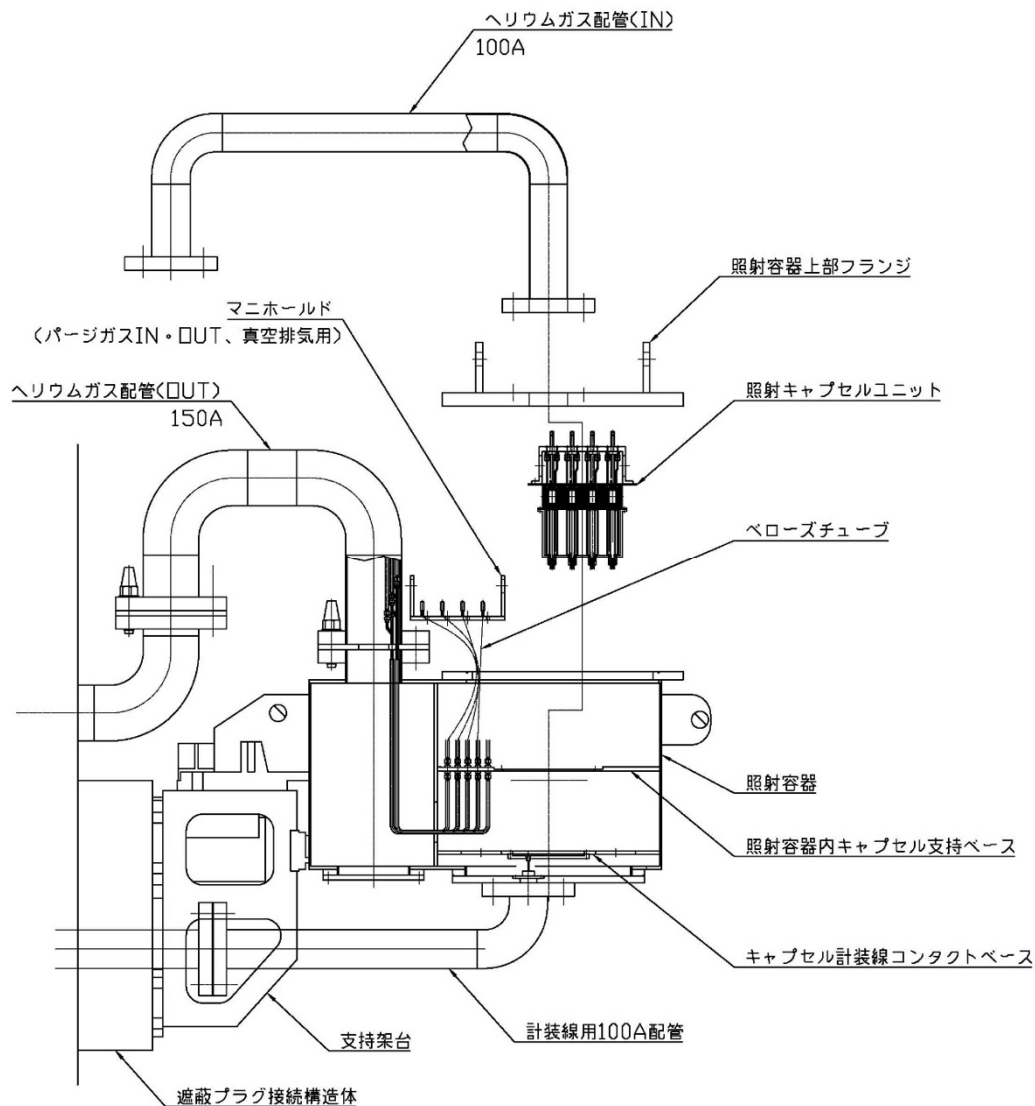 ヘリウムガス配管(IN)
100A
照射容器上部フランジ
マニホールド
(パージガスIN・OUT、真空排気用)
ヘリウムガス配管(OUT)
150A
照射キャプセルユニット
ベローズチューブ
照射容器
照射容器内キャプセル支持ベース
キャプセル計装線コンタクトベース
計装線用100A配管
支持架台
遮蔽プラグ接続構造体